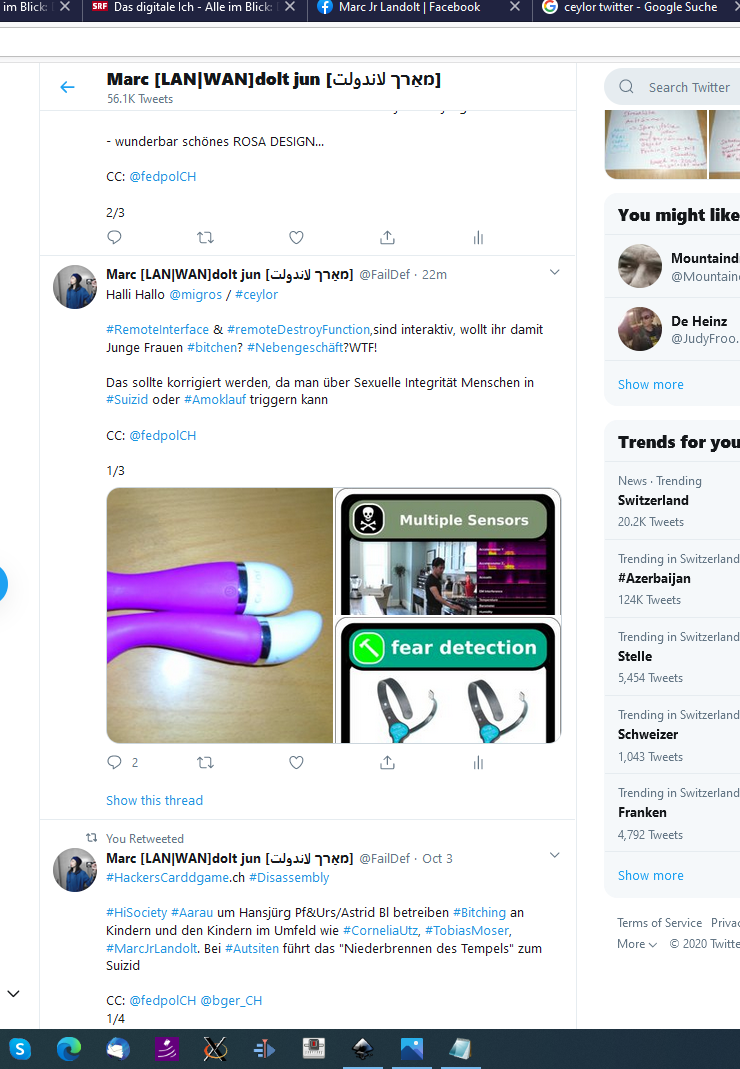 im Blick:
SRF Das digitale Ich - Alle im Blick:
Marc Jr Landolt | Facebook
ceylor twitter - Google Suche
Marc [LAN|WAN]dolt jun [מאַרך لاندولت]
56.1K Tweets
Search Twitter
- wunderbar schönes ROSA DESIGN...
CC: @fedpolCH
2/3
Marc [LAN|WAN]dolt jun [מאַרך لاندولت] @FailDef · 22m
Halli Hallo @migros / #ceylor
#RemoteInterface & #remoteDestroyFunction,sind interaktiv, wollt ihr damit
Junge Frauen #bitchen? #Nebengeschäft?WTF!
Das sollte korrigiert werden, da man über Sexuelle Integrität Menschen in
#Suizid oder #Amoklauf triggern kann
CC: @fedpolCH
1/3
Multiple Sensors
fear detection
2
Show this thread
You Retweeted
Marc [LAN|WAN]dolt jun [מאַרך لاندولت] @FailDef · Oct 3
#HackersCarddgame.ch #Disassembly
#HiSociety #Aarau um Hansjürg Pf&Urs/Astrid Bl betreiben #Bitching an
Kindern und den Kindern im Umfeld wie #CorneliaUtz, #TobiasMoser,
#MarcJrLandolt. Bei #Autsiten führt das "Niederbrennen des Tempels" zum
Suizid
CC: @fedpolCH @bger_CH
1/4
You might like
Mountaind
@Mountain
De Heinz
@JudyFroo.
Show more
Trends for you
News · Trending
Switzerland
20.2K Tweets
Trending in Switzerland
#Azerbaijan
124K Tweets
Trending in Switzerland
Stelle
5,454 Tweets
Trending in Switzerland
Schweizer
1,043 Tweets
Trending in Switzerland
Franken
4,792 Tweets
Show more
Terms of Service Privac
More © 2020 Twitte